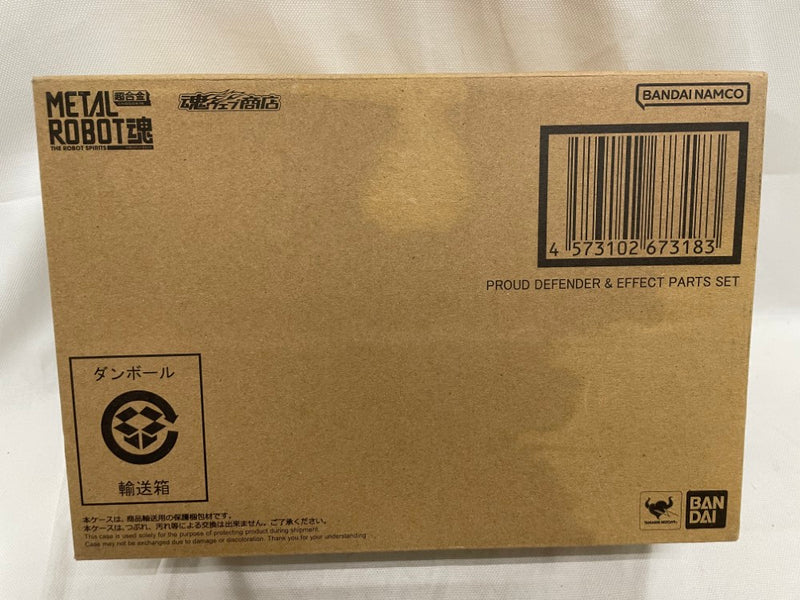 METAL 超合金
ROBOT魂
THE ROBOT SPIRITS
魂ウェブ商店
BANDAI NAMCO
4 573102 673183
PROUD DEFENDER & EFFECT PARTS SET
ダンボール
輸送箱
本ケースは、商品輸送用の保護梱包材です。
本ケースは、つぶれ、汚れ等による交換は出来ません。ご了承ください。
This case is used solely for the purpose of protecting product during shipment.
Case may not be exchanged due to damage or discoloration. Thank you for your understanding
TAMASHII NATIONS
BAN
DAI